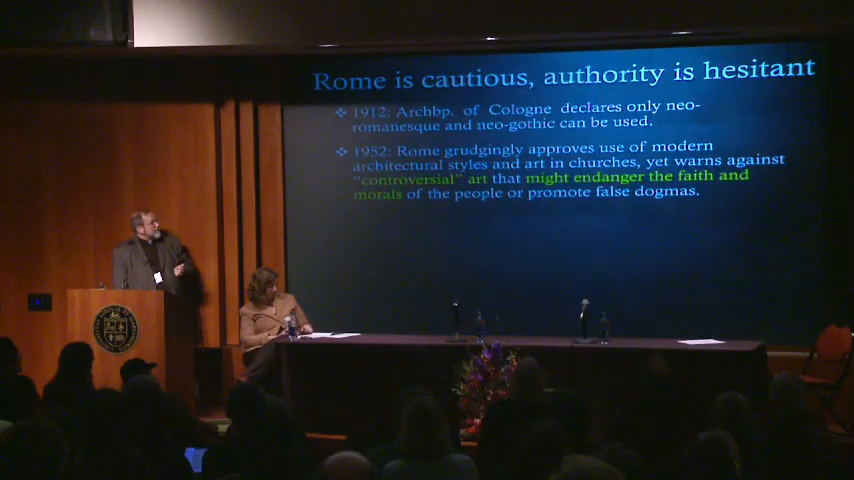 Rome is cautious, authority is hesitant
❖ 1912: Archbp. of Cologne declares only neo-
romanesque and neo-gothic can be used.
❖ 1952: Rome grudgingly approves use of modern
architectural styles and art in churches, yet warns against
“controversial” art that might endanger the faith and
morals of the people or promote false dogmas.